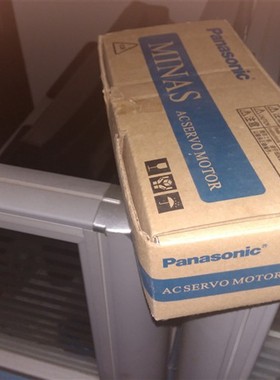 Panasonic
MINAS
AC SERVO MOTOR
Panasonic
AC SERVO MOTOR